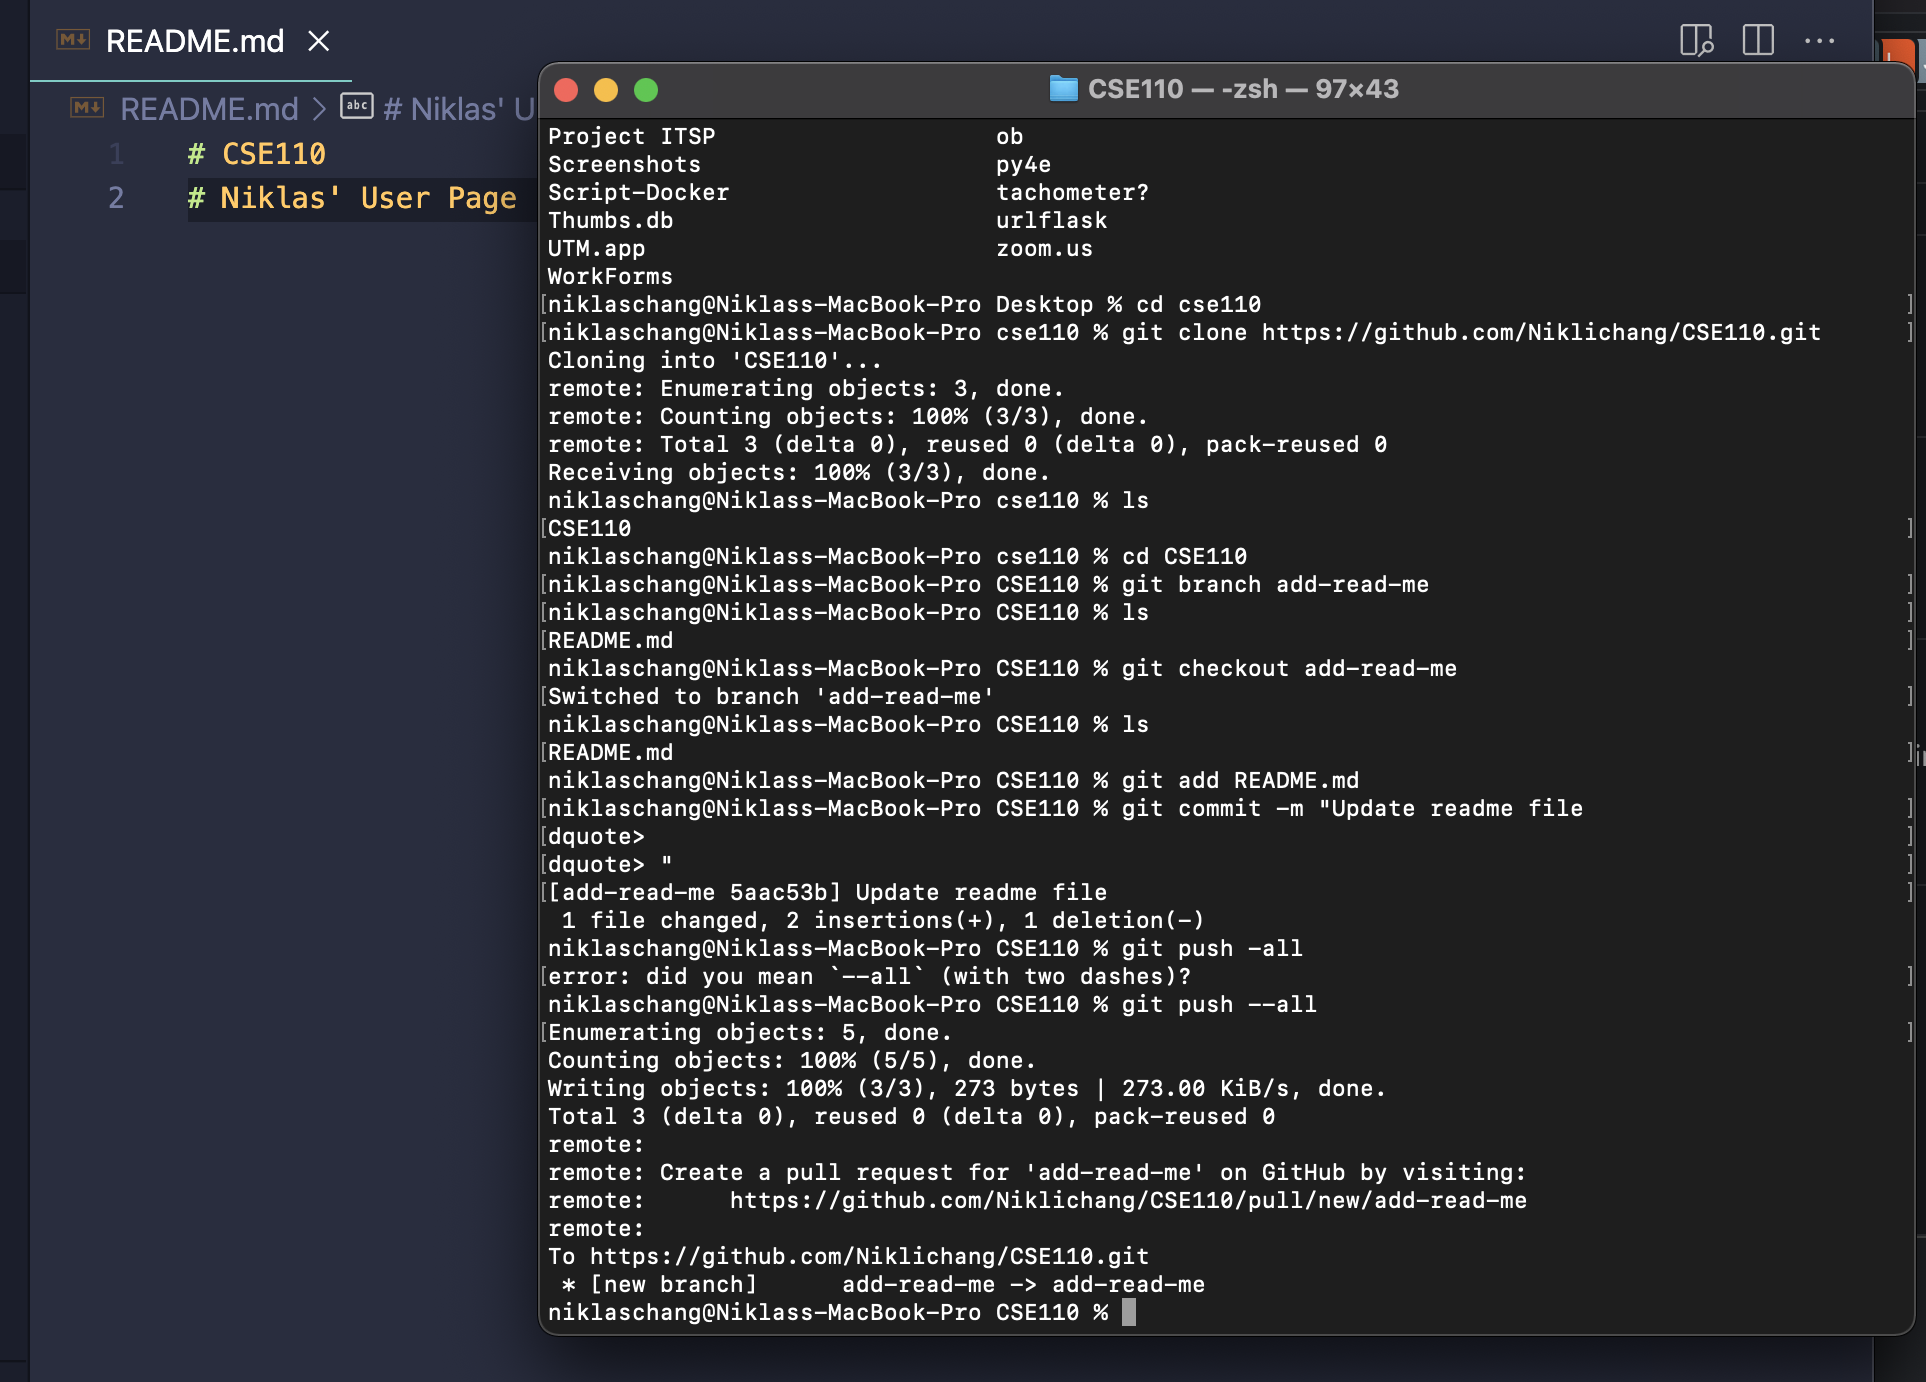 README.md
README.md > abc # Niklas' U
1 # CSE110
2 # Niklas' User Page
CSE110 — -zsh — 97×43
Project ITSP ob
Screenshots py4e
Script-Docker tachometer?
Thumbs.db urlflask
UTM.app zoom.us
WorkForms
[niklaschang@Niklass-MacBook-Pro Desktop % cd cse110 ]
[niklaschang@Niklass-MacBook-Pro cse110 % git clone https://github.com/Niklichang/CSE110.git ]
Cloning into 'CSE110'...
remote: Enumerating objects: 3, done.
remote: Counting objects: 100% (3/3), done.
remote: Total 3 (delta 0), reused 0 (delta 0), pack-reused 0
Receiving objects: 100% (3/3), done.
niklaschang@Niklass-MacBook-Pro cse110 % ls
[CSE110 ]
niklaschang@Niklass-MacBook-Pro cse110 % cd CSE110
[niklaschang@Niklass-MacBook-Pro CSE110 % git branch add-read-me ]
[niklaschang@Niklass-MacBook-Pro CSE110 % ls ]
[README.md ]
niklaschang@Niklass-MacBook-Pro CSE110 % git checkout add-read-me
[Switched to branch 'add-read-me' ]
niklaschang@Niklass-MacBook-Pro CSE110 % ls
[README.md ]
niklaschang@Niklass-MacBook-Pro CSE110 % git add README.md
[niklaschang@Niklass-MacBook-Pro CSE110 % git commit -m "Update readme file ]
[dquote> ]
[dquote> " ]
[[add-read-me 5aac53b] Update readme file ]
1 file changed, 2 insertions(+), 1 deletion(-)
niklaschang@Niklass-MacBook-Pro CSE110 % git push -all
[error: did you mean `--all` (with two dashes)? ]
niklaschang@Niklass-MacBook-Pro CSE110 % git push --all
[Enumerating objects: 5, done. ]
Counting objects: 100% (5/5), done.
Writing objects: 100% (3/3), 273 bytes | 273.00 KiB/s, done.
Total 3 (delta 0), reused 0 (delta 0), pack-reused 0
remote:
remote: Create a pull request for 'add-read-me' on GitHub by visiting:
remote: https://github.com/Niklichang/CSE110/pull/new/add-read-me
remote:
To https://github.com/Niklichang/CSE110.git
* [new branch] add-read-me -> add-read-me
niklaschang@Niklass-MacBook-Pro CSE110 %